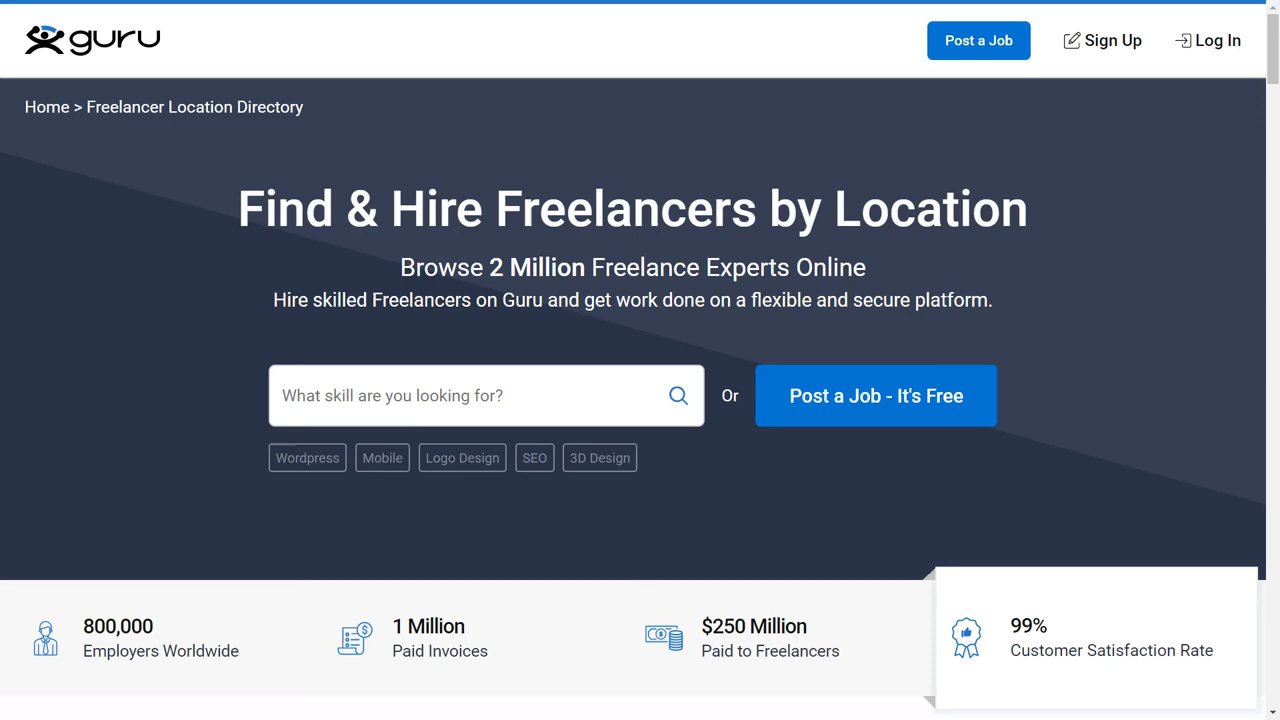 guru
Post a Job
Sign Up
Log In
Home > Freelancer Location Directory
Find & Hire Freelancers by Location
Browse 2 Million Freelance Experts Online
Hire skilled Freelancers on Guru and get work done on a flexible and secure platform.
What skill are you looking for?
Or
Post a Job - It's Free
Wordpress
Mobile
Logo Design
SEO
3D Design
800,000
Employers Worldwide
1 Million
Paid Invoices
$250 Million
Paid to Freelancers
99%
Customer Satisfaction Rate